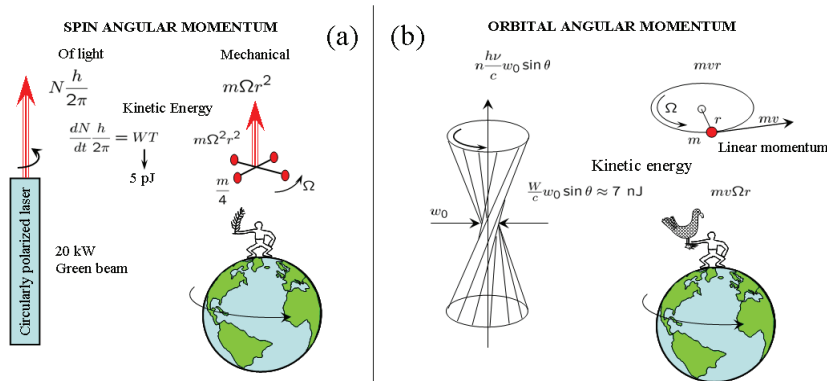 SPIN ANGULAR MOMENTUM
(a)
Of light
Mechanical
N h/2π
mΩr²
Kinetic Energy
dN/dt h/2π = WT
mΩ²r²
5 pJ
m/4
Ω
Circularly polarized laser
20 kW
Green beam
(b)
ORBITAL ANGULAR MOMENTUM
n hν/c w₀ sin θ
mvr
Ω
r
m
mv
Linear momentum
Kinetic energy
W/c w₀ sin θ ≈ 7 nJ
mvΩr
w₀